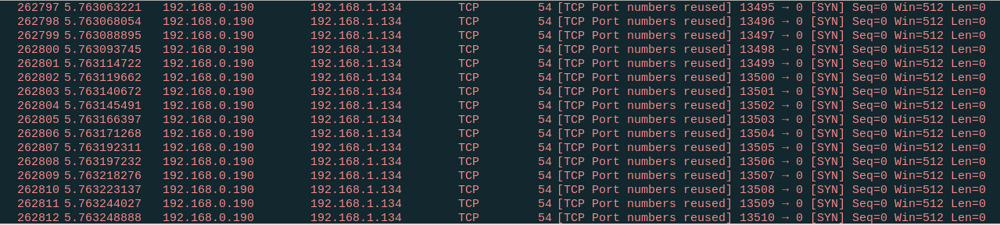 262797 5.763063221 192.168.0.190 192.168.1.134 TCP 54 [TCP Port numbers reused] 13495 → 0 [SYN] Seq=0 Win=512 Len=0
262798 5.763068054 192.168.0.190 192.168.1.134 TCP 54 [TCP Port numbers reused] 13496 → 0 [SYN] Seq=0 Win=512 Len=0
262799 5.763088895 192.168.0.190 192.168.1.134 TCP 54 [TCP Port numbers reused] 13497 → 0 [SYN] Seq=0 Win=512 Len=0
262800 5.763093745 192.168.0.190 192.168.1.134 TCP 54 [TCP Port numbers reused] 13498 → 0 [SYN] Seq=0 Win=512 Len=0
262801 5.763114722 192.168.0.190 192.168.1.134 TCP 54 [TCP Port numbers reused] 13499 → 0 [SYN] Seq=0 Win=512 Len=0
262802 5.763119662 192.168.0.190 192.168.1.134 TCP 54 [TCP Port numbers reused] 13500 → 0 [SYN] Seq=0 Win=512 Len=0
262803 5.763140672 192.168.0.190 192.168.1.134 TCP 54 [TCP Port numbers reused] 13501 → 0 [SYN] Seq=0 Win=512 Len=0
262804 5.763145491 192.168.0.190 192.168.1.134 TCP 54 [TCP Port numbers reused] 13502 → 0 [SYN] Seq=0 Win=512 Len=0
262805 5.763166397 192.168.0.190 192.168.1.134 TCP 54 [TCP Port numbers reused] 13503 → 0 [SYN] Seq=0 Win=512 Len=0
262806 5.763171268 192.168.0.190 192.168.1.134 TCP 54 [TCP Port numbers reused] 13504 → 0 [SYN] Seq=0 Win=512 Len=0
262807 5.763192311 192.168.0.190 192.168.1.134 TCP 54 [TCP Port numbers reused] 13505 → 0 [SYN] Seq=0 Win=512 Len=0
262808 5.763197232 192.168.0.190 192.168.1.134 TCP 54 [TCP Port numbers reused] 13506 → 0 [SYN] Seq=0 Win=512 Len=0
262809 5.763218276 192.168.0.190 192.168.1.134 TCP 54 [TCP Port numbers reused] 13507 → 0 [SYN] Seq=0 Win=512 Len=0
262810 5.763223137 192.168.0.190 192.168.1.134 TCP 54 [TCP Port numbers reused] 13508 → 0 [SYN] Seq=0 Win=512 Len=0
262811 5.763244027 192.168.0.190 192.168.1.134 TCP 54 [TCP Port numbers reused] 13509 → 0 [SYN] Seq=0 Win=512 Len=0
262812 5.763248888 192.168.0.190 192.168.1.134 TCP 54 [TCP Port numbers reused] 13510 → 0 [SYN] Seq=0 Win=512 Len=0